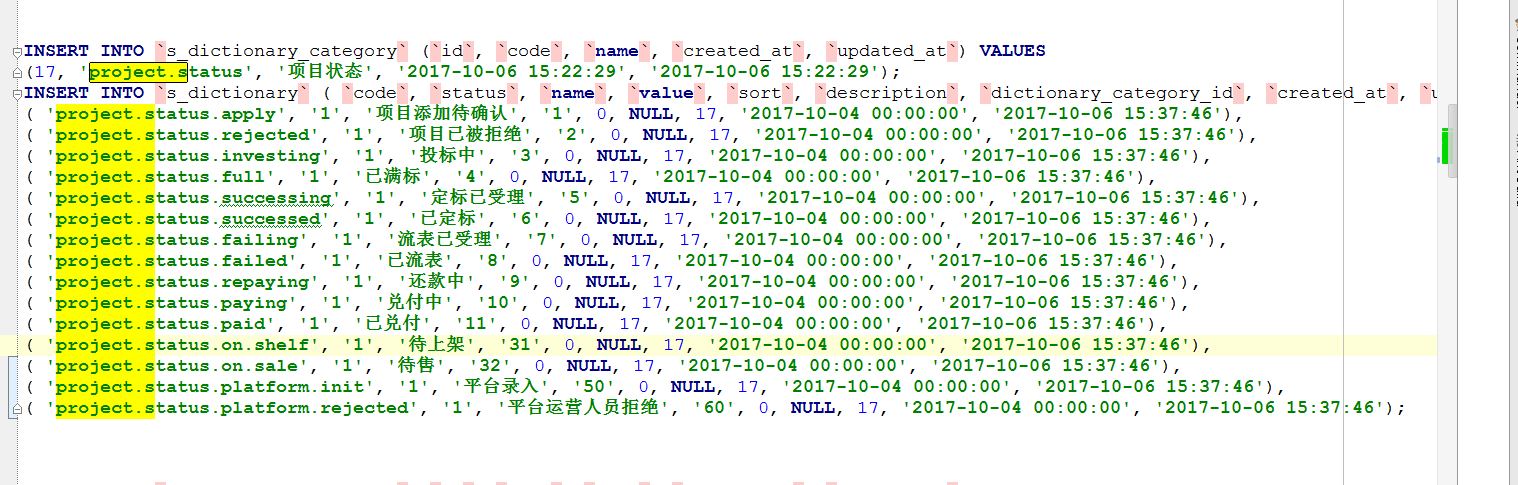 INSERT INTO `s_dictionary_category` (`id`, `code`, `name`, `created_at`, `updated_at`) VALUES
(17, 'project.status', '项目状态', '2017-10-06 15:22:29', '2017-10-06 15:22:29');
INSERT INTO `s_dictionary` ( `code`, `status`, `name`, `value`, `sort`, `description`, `dictionary_category_id`, `created_at`, `u
( 'project.status.apply', '1', '项目添加待确认', '1', 0, NULL, 17, '2017-10-04 00:00:00', '2017-10-06 15:37:46'),
( 'project.status.rejected', '1', '项目已被拒绝', '2', 0, NULL, 17, '2017-10-04 00:00:00', '2017-10-06 15:37:46'),
( 'project.status.investing', '1', '投标中', '3', 0, NULL, 17, '2017-10-04 00:00:00', '2017-10-06 15:37:46'),
( 'project.status.full', '1', '已满标', '4', 0, NULL, 17, '2017-10-04 00:00:00', '2017-10-06 15:37:46'),
( 'project.status.successing', '1', '定标已受理', '5', 0, NULL, 17, '2017-10-04 00:00:00', '2017-10-06 15:37:46'),
( 'project.status.successed', '1', '已定标', '6', 0, NULL, 17, '2017-10-04 00:00:00', '2017-10-06 15:37:46'),
( 'project.status.failing', '1', '流表已受理', '7', 0, NULL, 17, '2017-10-04 00:00:00', '2017-10-06 15:37:46'),
( 'project.status.failed', '1', '已流表', '8', 0, NULL, 17, '2017-10-04 00:00:00', '2017-10-06 15:37:46'),
( 'project.status.repaying', '1', '还款中', '9', 0, NULL, 17, '2017-10-04 00:00:00', '2017-10-06 15:37:46'),
( 'project.status.paying', '1', '兑付中', '10', 0, NULL, 17, '2017-10-04 00:00:00', '2017-10-06 15:37:46'),
( 'project.status.paid', '1', '已兑付', '11', 0, NULL, 17, '2017-10-04 00:00:00', '2017-10-06 15:37:46'),
( 'project.status.on.shelf', '1', '待上架', '31', 0, NULL, 17, '2017-10-04 00:00:00', '2017-10-06 15:37:46'),
( 'project.status.on.sale', '1', '待售', '32', 0, NULL, 17, '2017-10-04 00:00:00', '2017-10-06 15:37:46'),
( 'project.status.platform.init', '1', '平台录入', '50', 0, NULL, 17, '2017-10-04 00:00:00', '2017-10-06 15:37:46'),
( 'project.status.platform.rejected', '1', '平台运营人员拒绝', '60', 0, NULL, 17, '2017-10-04 00:00:00', '2017-10-06 15:37:46');